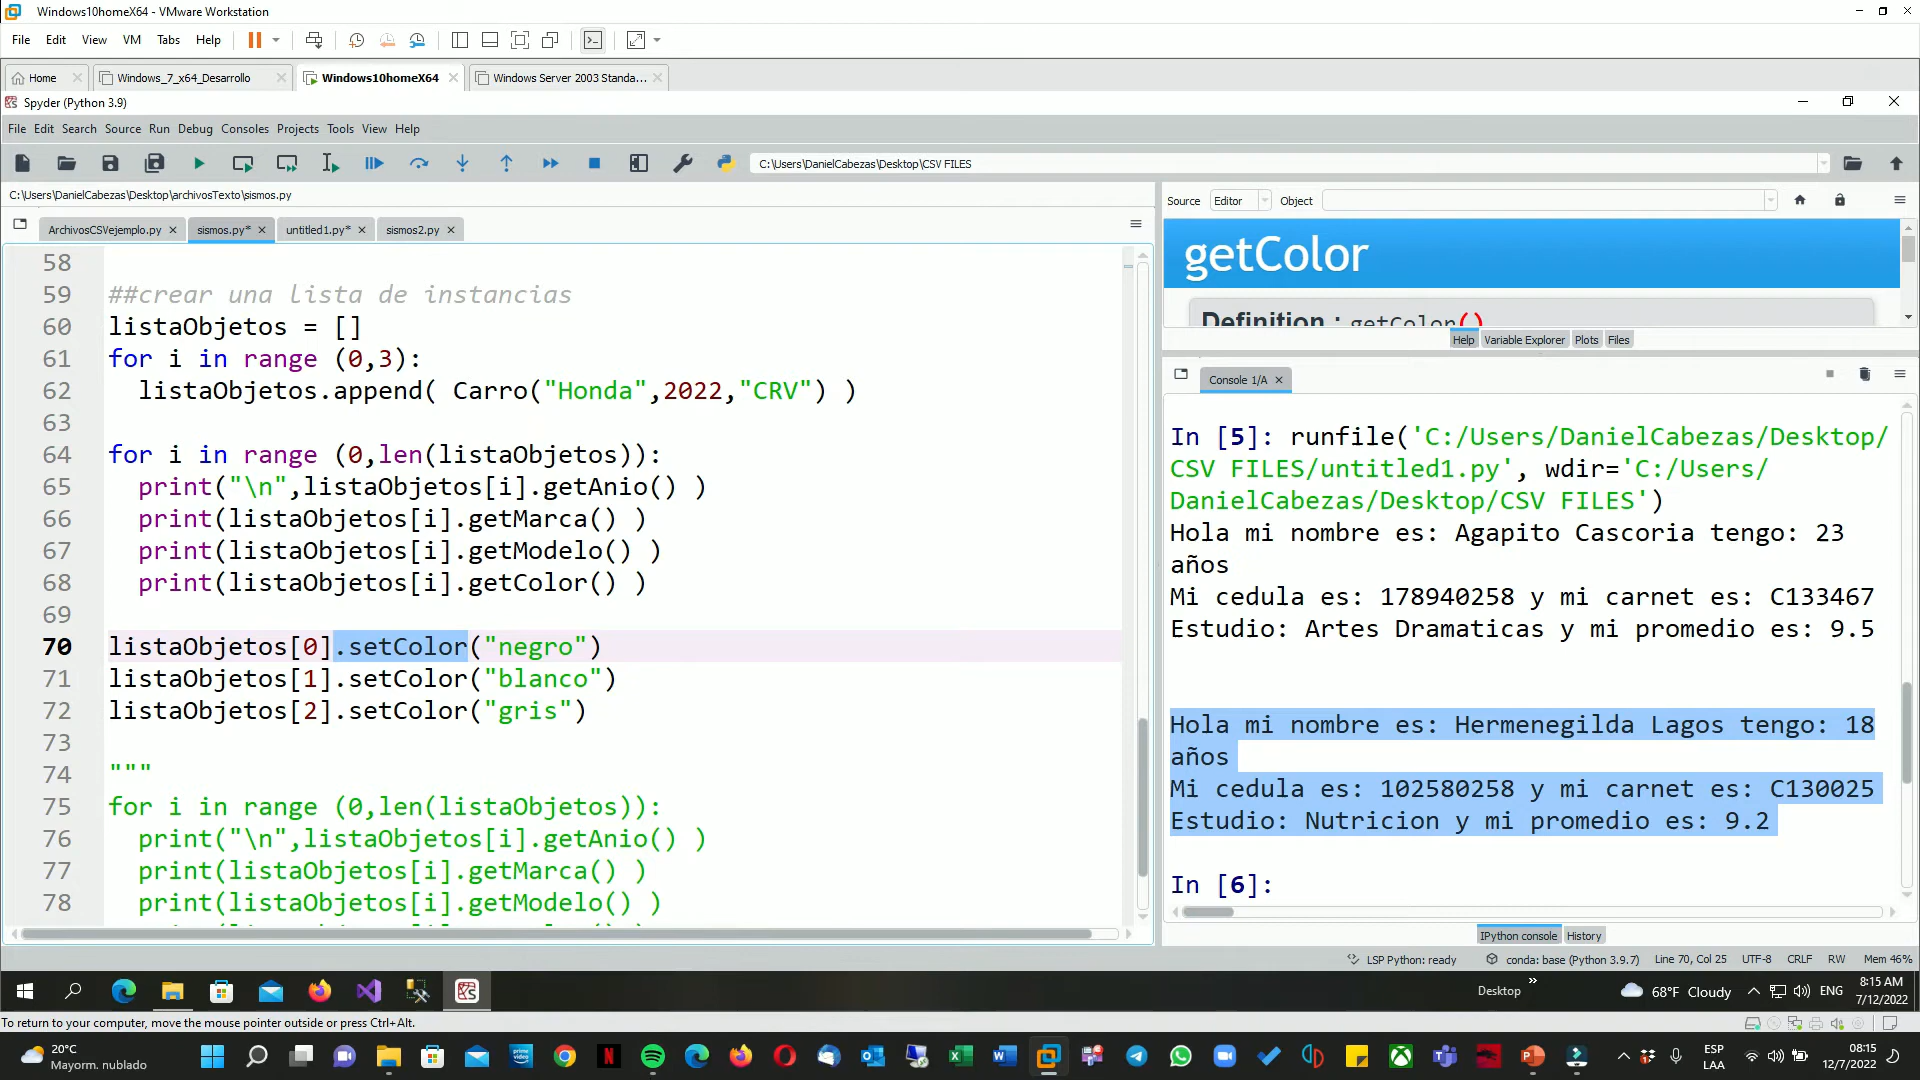 Windows10homeX64 - VMware Workstation
File Edit View VM Tabs Help
Home Windows_7_x64_Desarrollo Windows10homeX64 Windows Server 2003 Standa...
Spyder (Python 3.9)
File Edit Search Source Run Debug Consoles Projects Tools View Help
C:\Users\DanielCabezas\Desktop\CSV FILES
C:\Users\DanielCabezas\Desktop\archivosTexto\sismos.py
ArchivosCSVejemplo.py sismos.py* untitled1.py* sismos2.py
58
59 ##crear una lista de instancias
60 listaObjetos = []
61 for i in range (0,3):
62 listaObjetos.append( Carro("Honda",2022,"CRV") )
63
64 for i in range (0,len(listaObjetos)):
65 print("\n",listaObjetos[i].getAnio() )
66 print(listaObjetos[i].getMarca() )
67 print(listaObjetos[i].getModelo() )
68 print(listaObjetos[i].getColor() )
69
70 listaObjetos[0].setColor("negro")
71 listaObjetos[1].setColor("blanco")
72 listaObjetos[2].setColor("gris")
73
74 """
75 for i in range (0,len(listaObjetos)):
76 print("\n",listaObjetos[i].getAnio() )
77 print(listaObjetos[i].getMarca() )
78 print(listaObjetos[i].getModelo() )
Source Editor Object
getColor
Definition : getColor()
Help Variable Explorer Plots Files
Console 1/A
In [5]: runfile('C:/Users/DanielCabezas/Desktop/
CSV FILES/untitled1.py', wdir='C:/Users/
DanielCabezas/Desktop/CSV FILES')
Hola mi nombre es: Agapito Cascoria tengo: 23
años
Mi cedula es: 178940258 y mi carnet es: C133467
Estudio: Artes Dramaticas y mi promedio es: 9.5
Hola mi nombre es: Hermenegilda Lagos tengo: 18
años
Mi cedula es: 102580258 y mi carnet es: C130025
Estudio: Nutricion y mi promedio es: 9.2
In [6]:
IPython console History
LSP Python: ready conda: base (Python 3.9.7) Line 70, Col 25 UTF-8 CRLF RW Mem 46%
Desktop 68°F Cloudy ENG 8:15 AM
7/12/2022
To return to your computer, move the mouse pointer outside or press Ctrl+Alt.
20°C
Mayorm. nublado
ESP
LAA
08:15
12/7/2022